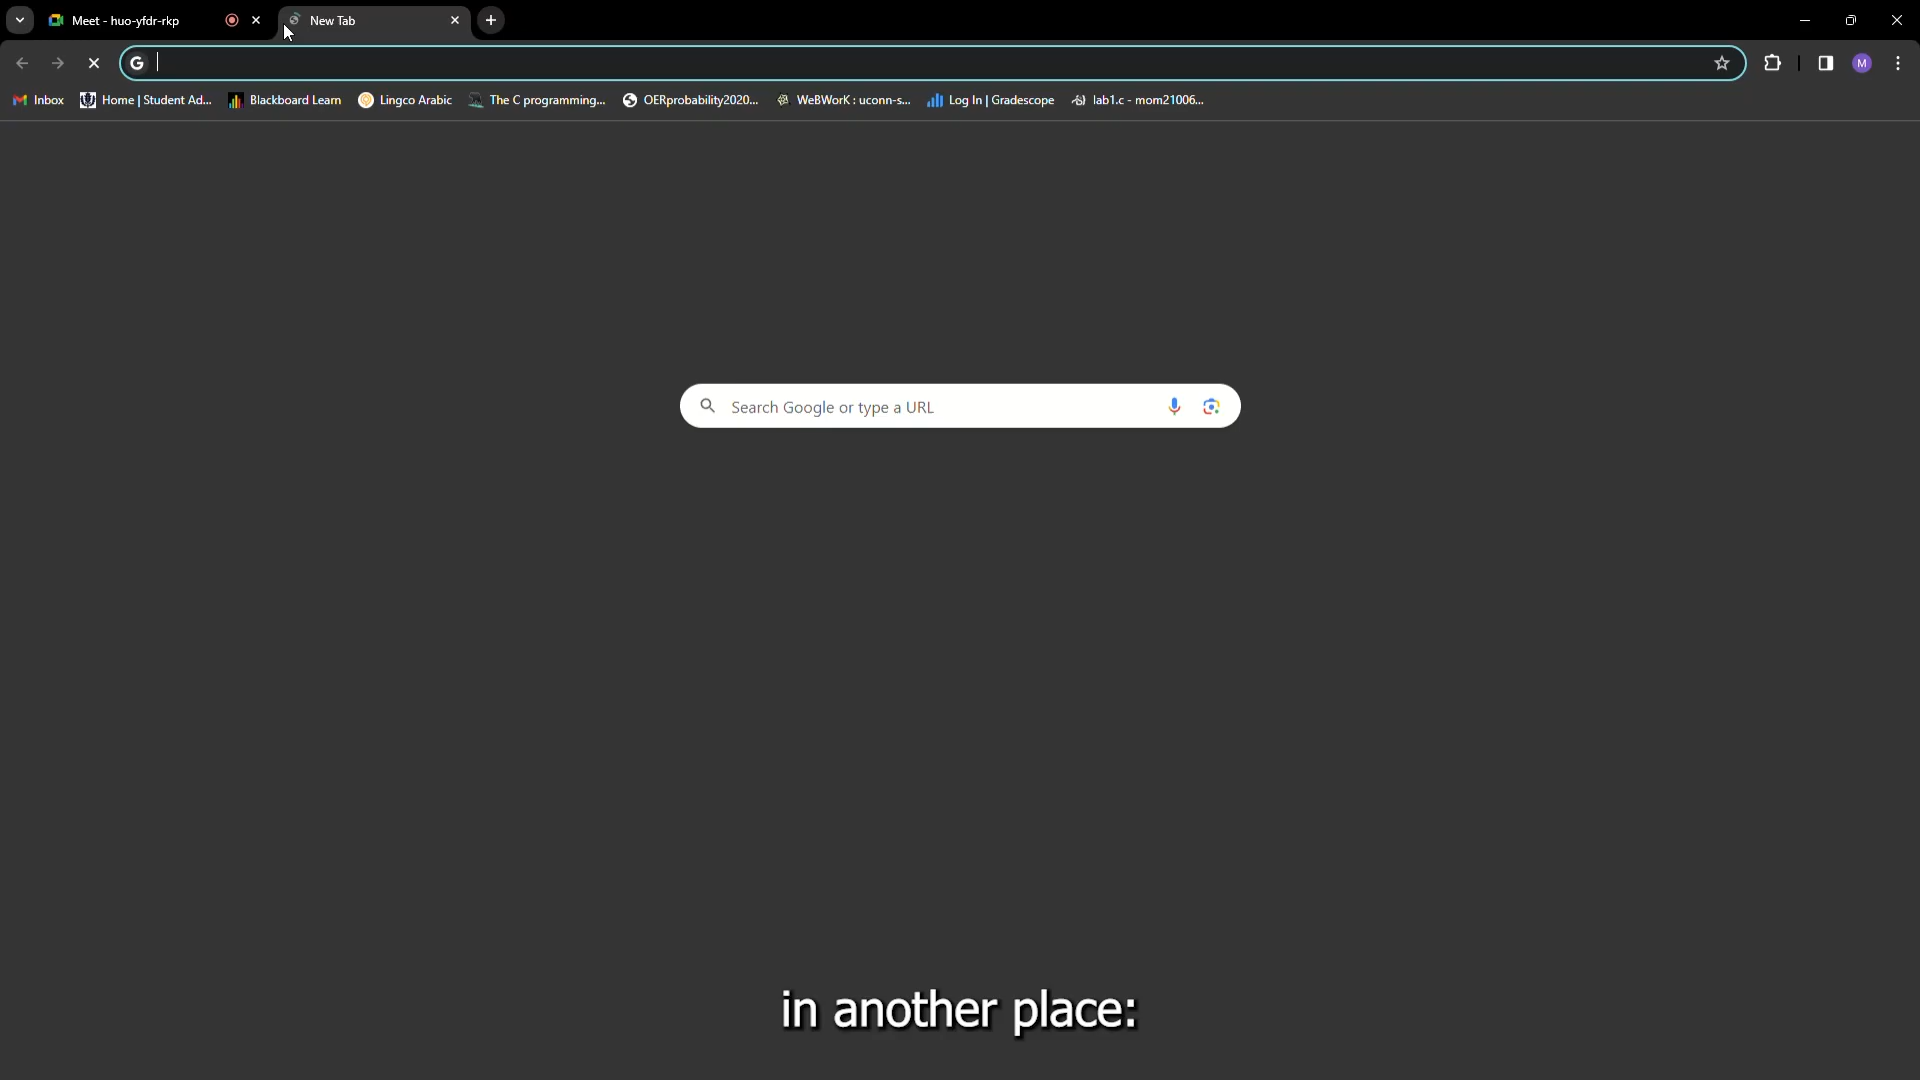 Meet - huo-yfdr-rkp
New Tab
Inbox
Home | Student Ad...
Blackboard Learn
Lingco Arabic
The C programming...
OERprobability2020...
WeBWorK : uconn-s...
Log In | Gradescope
lab1.c - mom21006...
M
Search Google or type a URL
in another place: